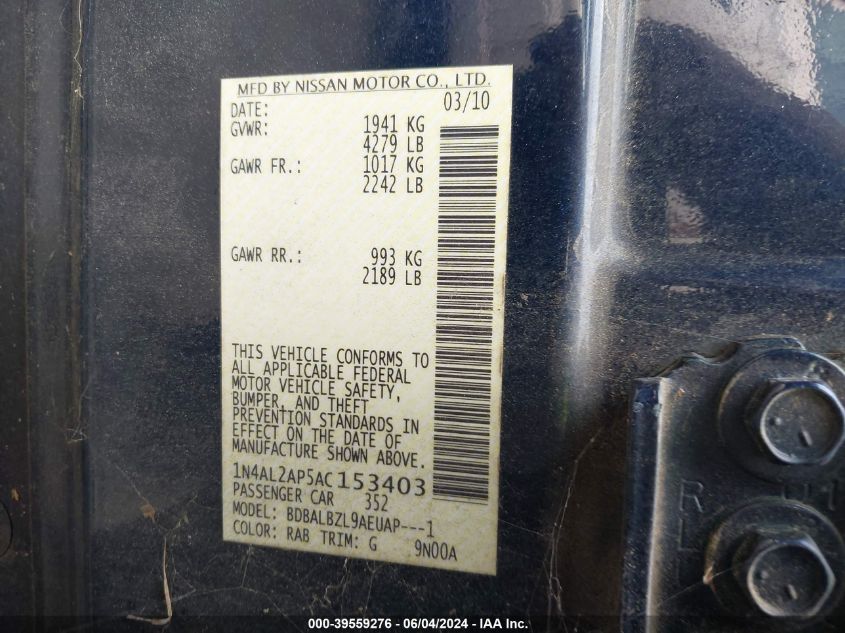 MFD BY NISSAN MOTOR CO., LTD.
DATE: 03/10
GVWR: 1941 KG
4279 LB
GAWR FR.: 1017 KG
2242 LB
GAWR RR.: 993 KG
2189 LB
THIS VEHICLE CONFORMS TO
ALL APPLICABLE FEDERAL
MOTOR VEHICLE SAFETY,
BUMPER, AND THEFT
PREVENTION STANDARDS IN
EFFECT ON THE DATE OF
MANUFACTURE SHOWN ABOVE.
1N4AL2AP5AC153403
PASSENGER CAR 352
MODEL: BDBALBZL9AEUAP---1
COLOR: RAB TRIM: G 9N00A
R
L
000-39559276 - 06/04/2024 - IAA Inc.